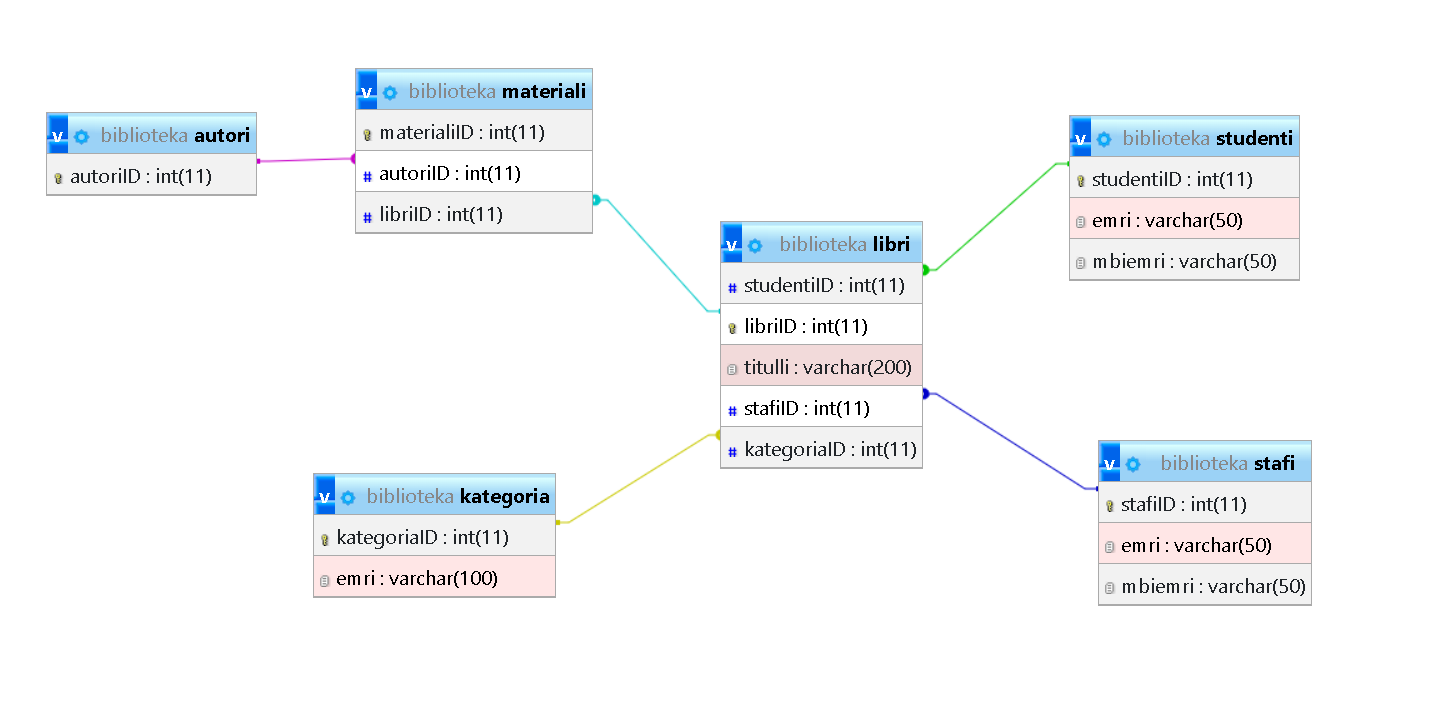 v biblioteka autori
autoriID : int(11)
v biblioteka materiali
materialiID : int(11)
# autoriID : int(11)
# libriID : int(11)
v biblioteka libri
# studentiID : int(11)
libriID : int(11)
titulli : varchar(200)
# stafiID : int(11)
# kategoriaID : int(11)
v biblioteka studenti
studentiID : int(11)
emri : varchar(50)
mbiemri : varchar(50)
v biblioteka kategoria
kategoriaID : int(11)
emri : varchar(100)
v biblioteka stafi
stafiID : int(11)
emri : varchar(50)
mbiemri : varchar(50)